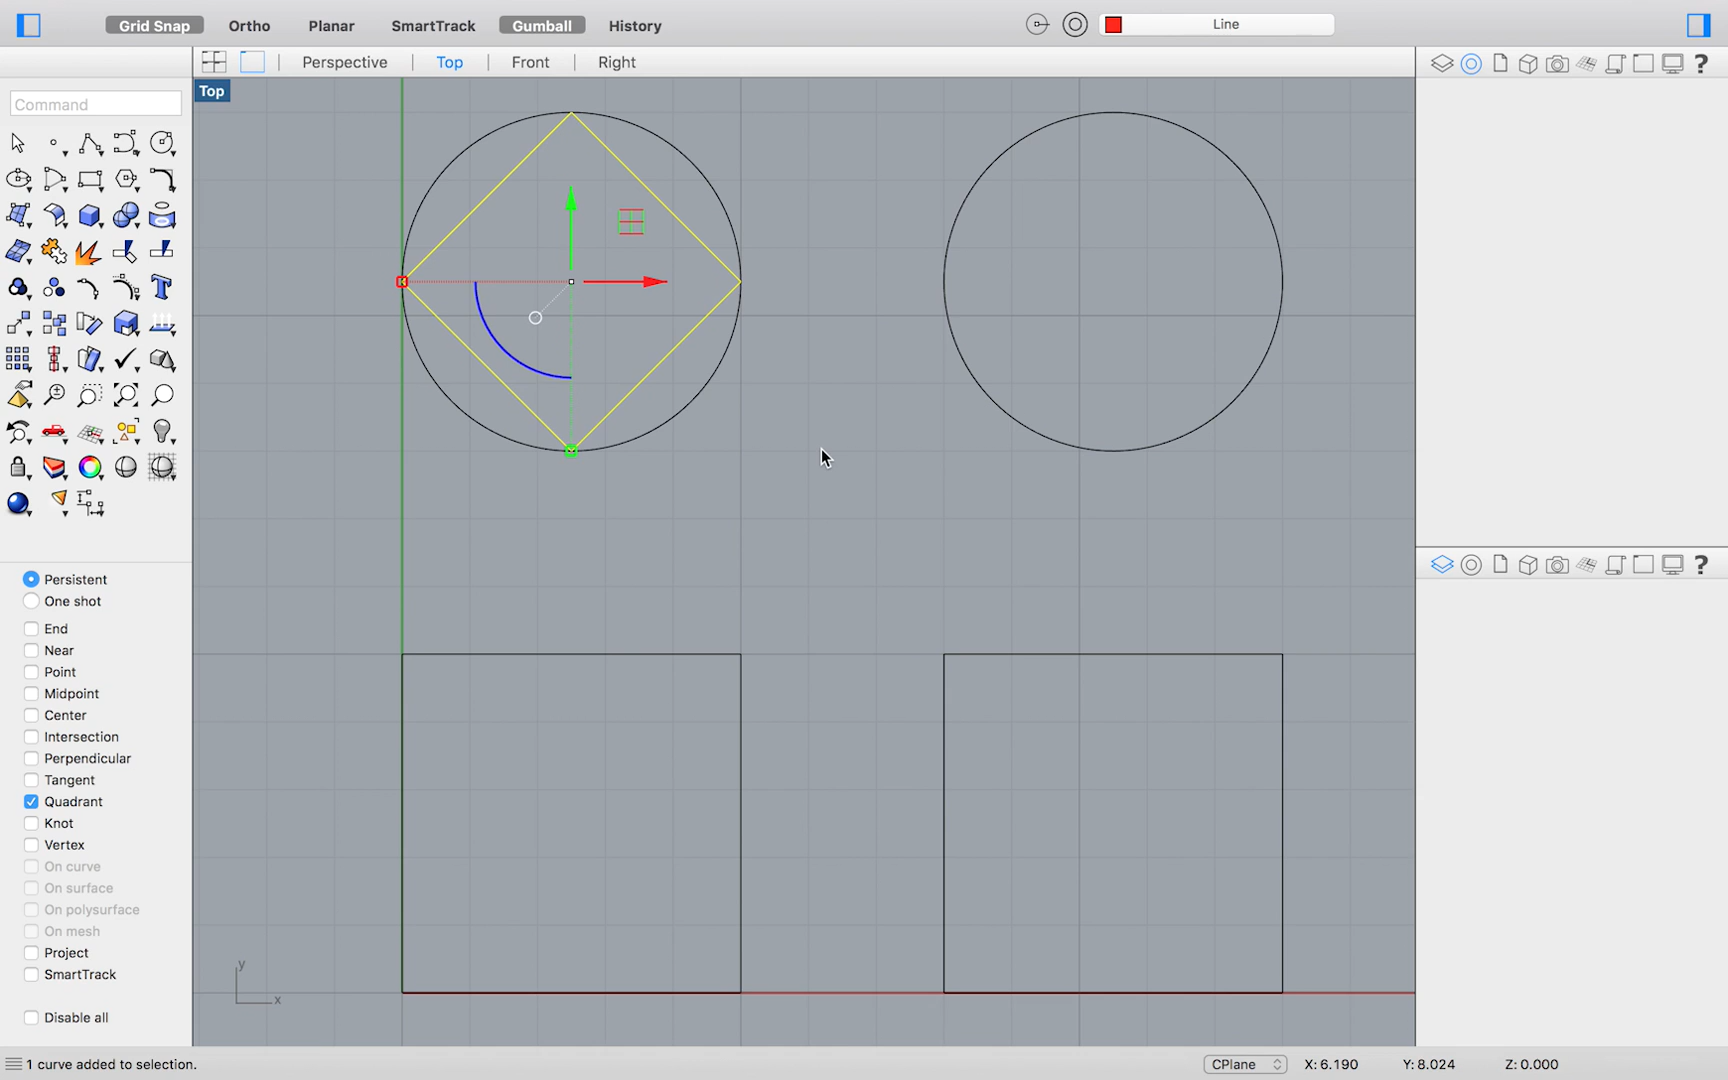 Grid Snap Ortho Planar SmartTrack Gumball History Line
Perspective Top Front Right
Top
Command
Persistent
One shot
End
Near
Point
Midpoint
Center
Intersection
Perpendicular
Tangent
Quadrant
Knot
Vertex
On curve
On surface
On polysurface
On mesh
Project
SmartTrack
Disable all
y
x
1 curve added to selection. CPlane X: 6.190 Y: 8.024 Z: 0.000